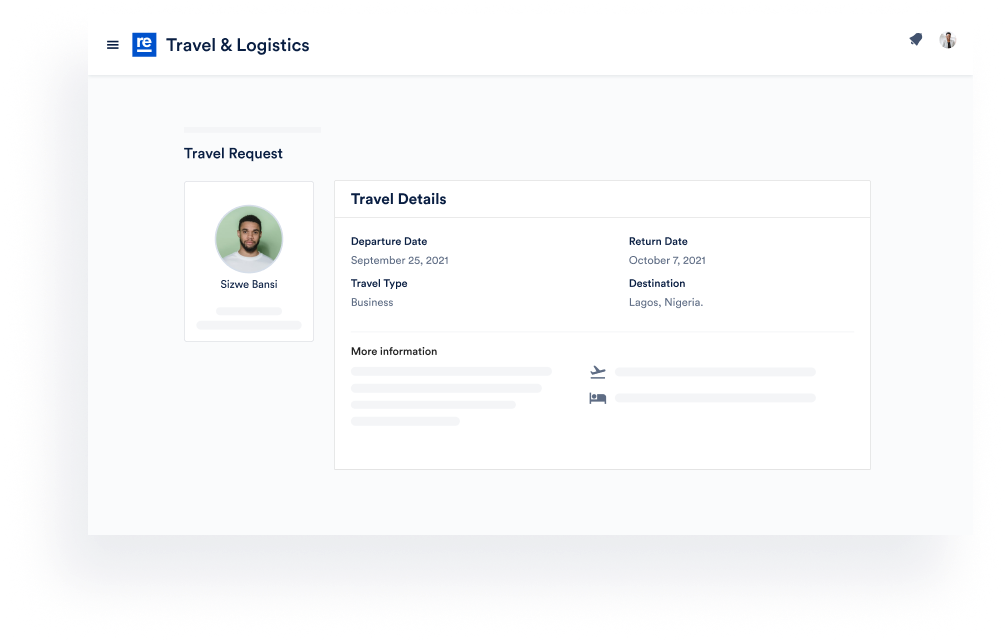 re Travel & Logistics
Travel Request
Sizwe Bansi
Travel Details
Departure Date
September 25, 2021
Return Date
October 7, 2021
Travel Type
Business
Destination
Lagos, Nigeria.
More information